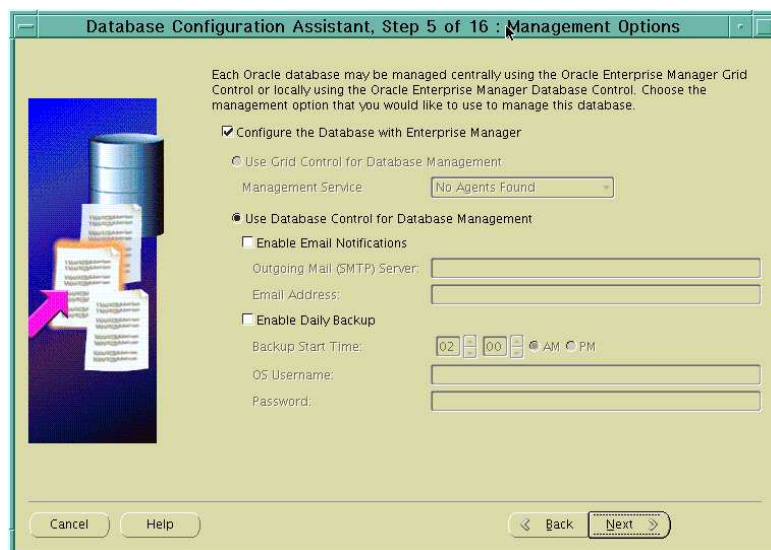 Database Configuration Assistant, Step 5 of 16 : Management Options
Each Oracle database may be managed centrally using the Oracle Enterprise Manager Grid
Control or locally using the Oracle Enterprise Manager Database Control. Choose the
management option that you would like to use to manage this database.
Configure the Database with Enterprise Manager
Use Grid Control for Database Management
Management Service No Agents Found
Use Database Control for Database Management
Enable Email Notifications
Outgoing Mail (SMTP) Server:
Email Address:
Enable Daily Backup
Backup Start Time: 02 00 AM PM
OS Username:
Password:
Cancel Help Back Next